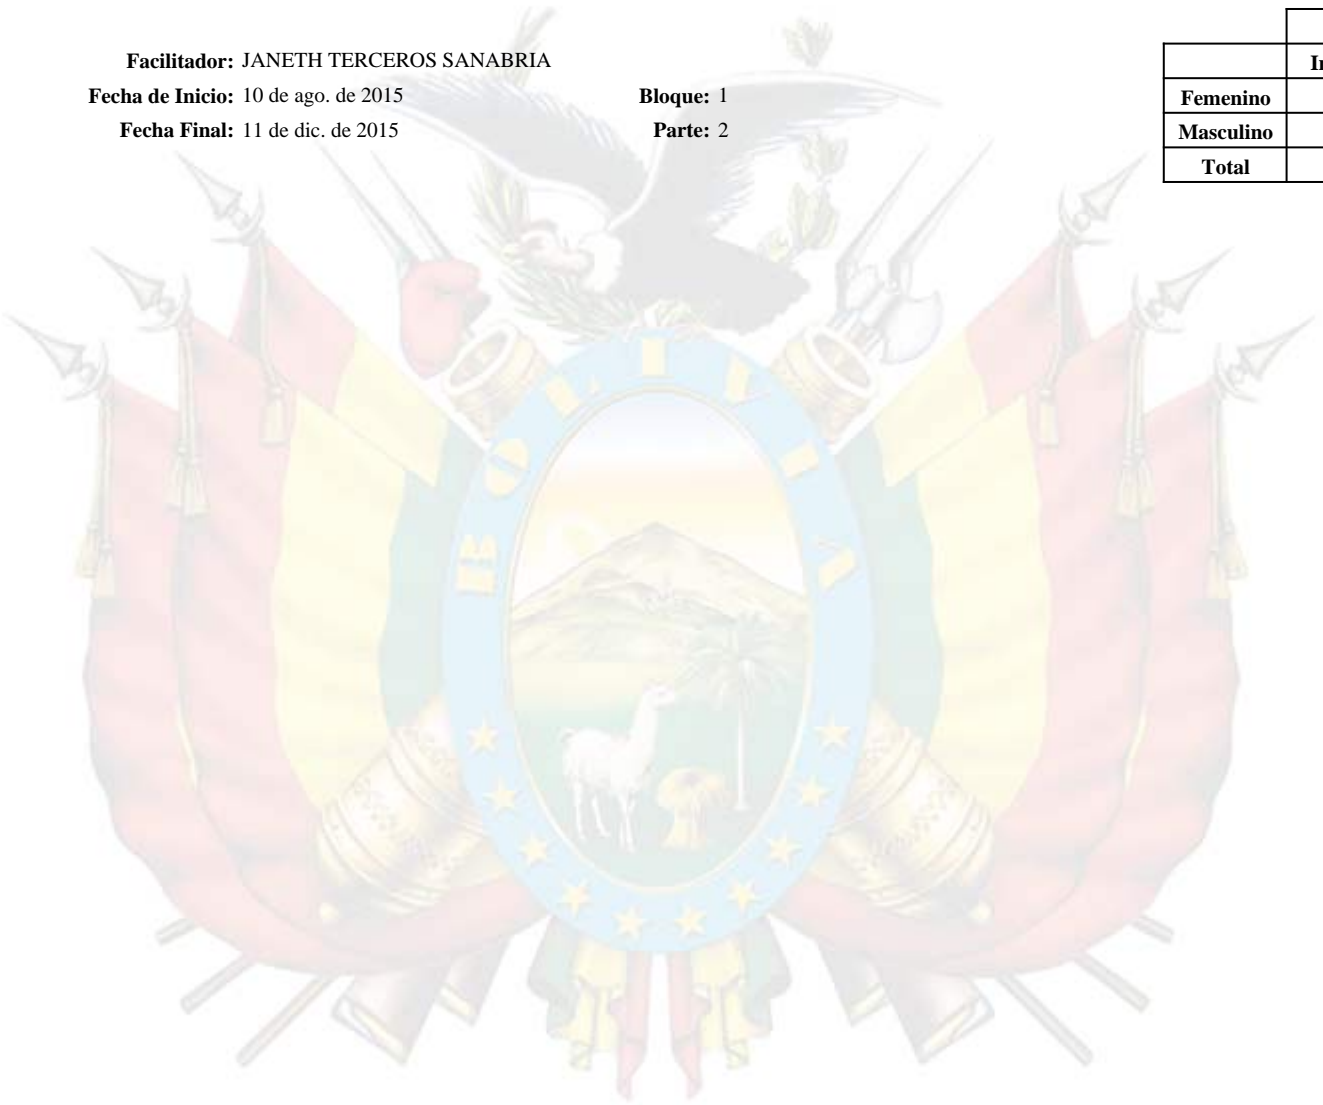 Facilitador: JANETH TERCEROS SANABRIA
Fecha de Inicio: 10 de ago. de 2015 Bloque: 1
Fecha Final: 11 de dic. de 2015 Parte: 2
Femenino
Masculino
Total
BOLIVIA